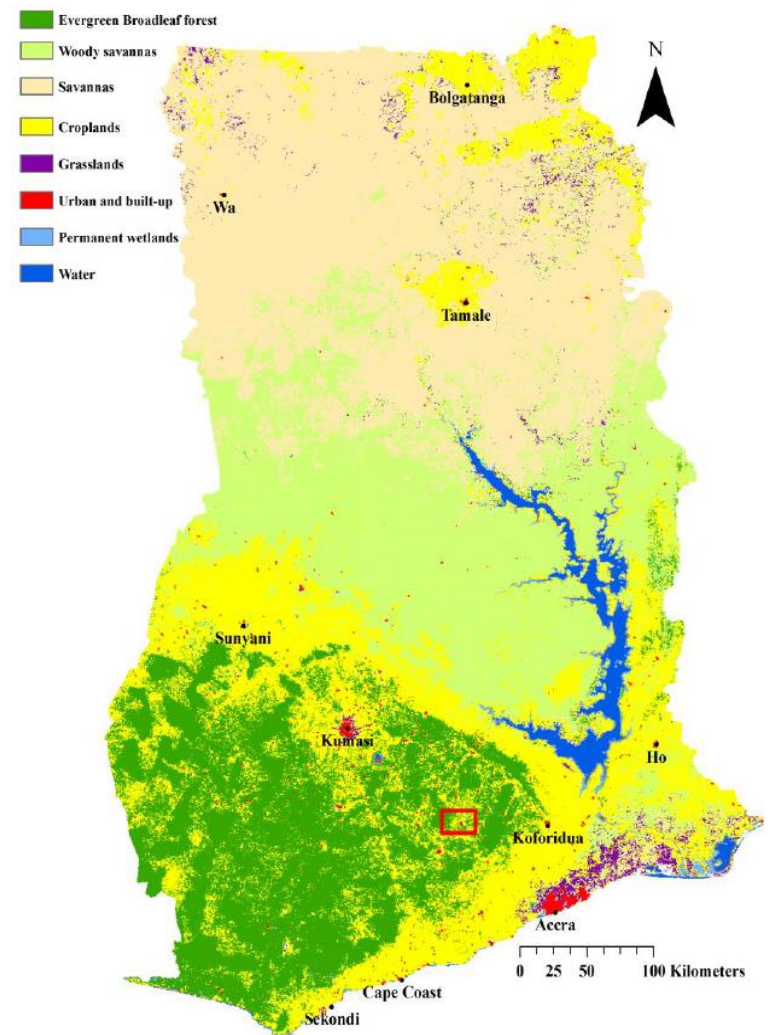 Evergreen Broadleaf forest
Woody savannas
Savannas
Croplands
Grasslands
Urban and built-up
Permanent wetlands
Water
N
Bolgatanga
Wa
Tamale
Sunyani
Kumasi
Ho
Koforidua
Accra
0 25 50 100 Kilometers
Cape Coast
Sekondi